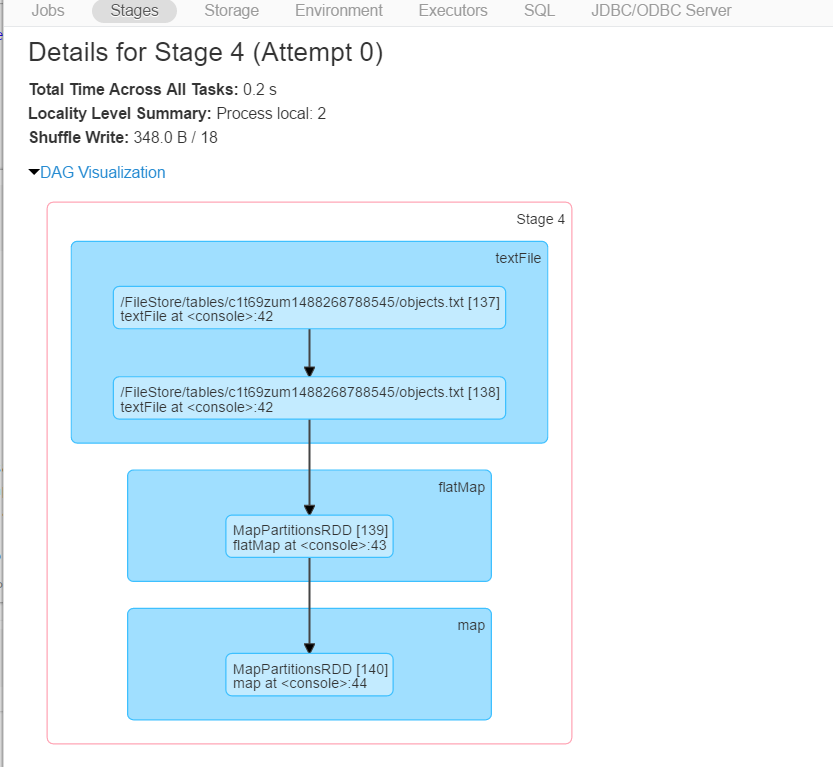 Jobs Stages Storage Environment Executors SQL JDBC/ODBC Server
Details for Stage 4 (Attempt 0)
Total Time Across All Tasks: 0.2 s
Locality Level Summary: Process local: 2
Shuffle Write: 348.0 B / 18
DAG Visualization
Stage 4
textFile
/FileStore/tables/c1t69zum1488268788545/objects.txt [137]
textFile at <console>:42
/FileStore/tables/c1t69zum1488268788545/objects.txt [138]
textFile at <console>:42
flatMap
MapPartitionsRDD [139]
flatMap at <console>:43
map
MapPartitionsRDD [140]
map at <console>:44